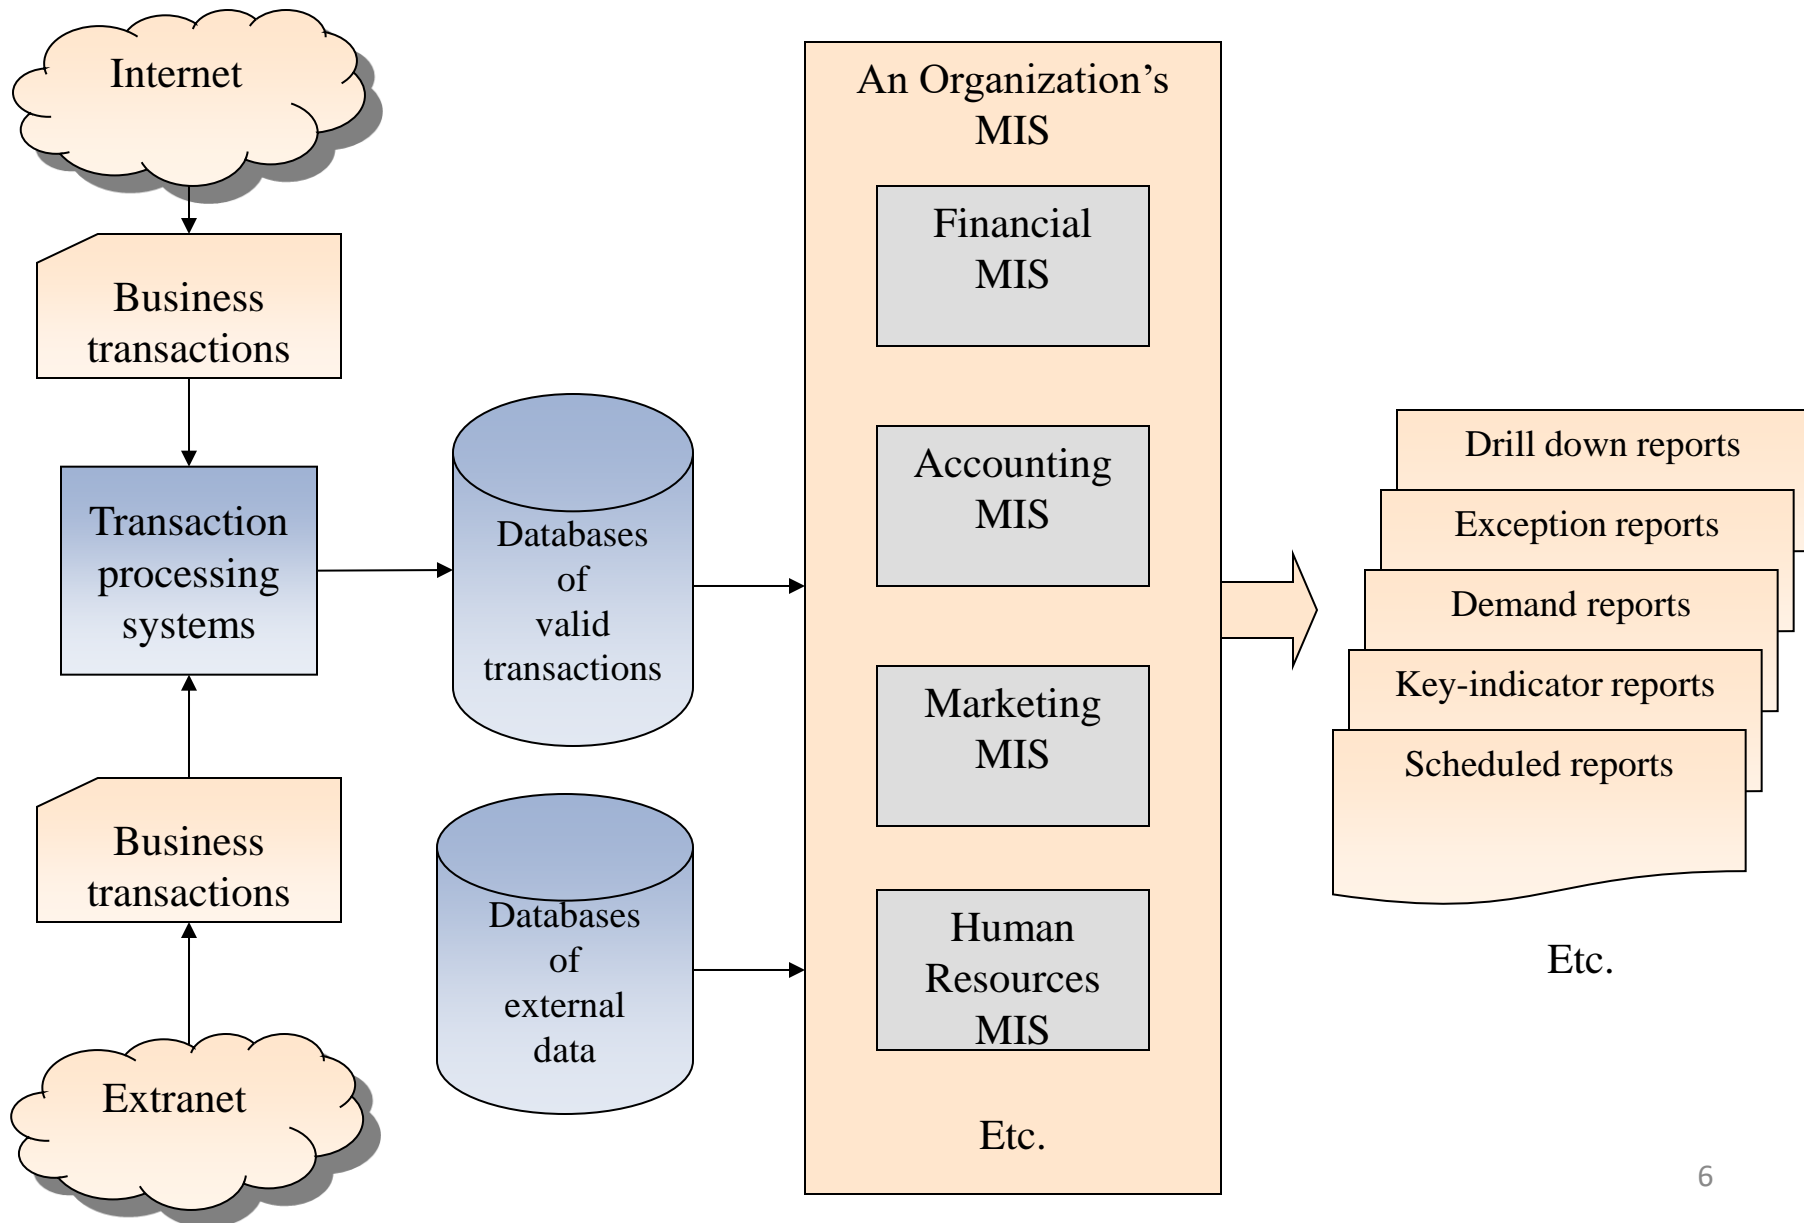 Internet
Business
transactions
Transaction
processing
systems
Business
transactions
Extranet
Databases
of
valid
transactions
Databases
of
external
data
An Organization’s
MIS
Financial
MIS
Accounting
MIS
Marketing
MIS
Human
Resources
MIS
Etc.
Drill down reports
Exception reports
Demand reports
Key-indicator reports
Scheduled reports
Etc.
6